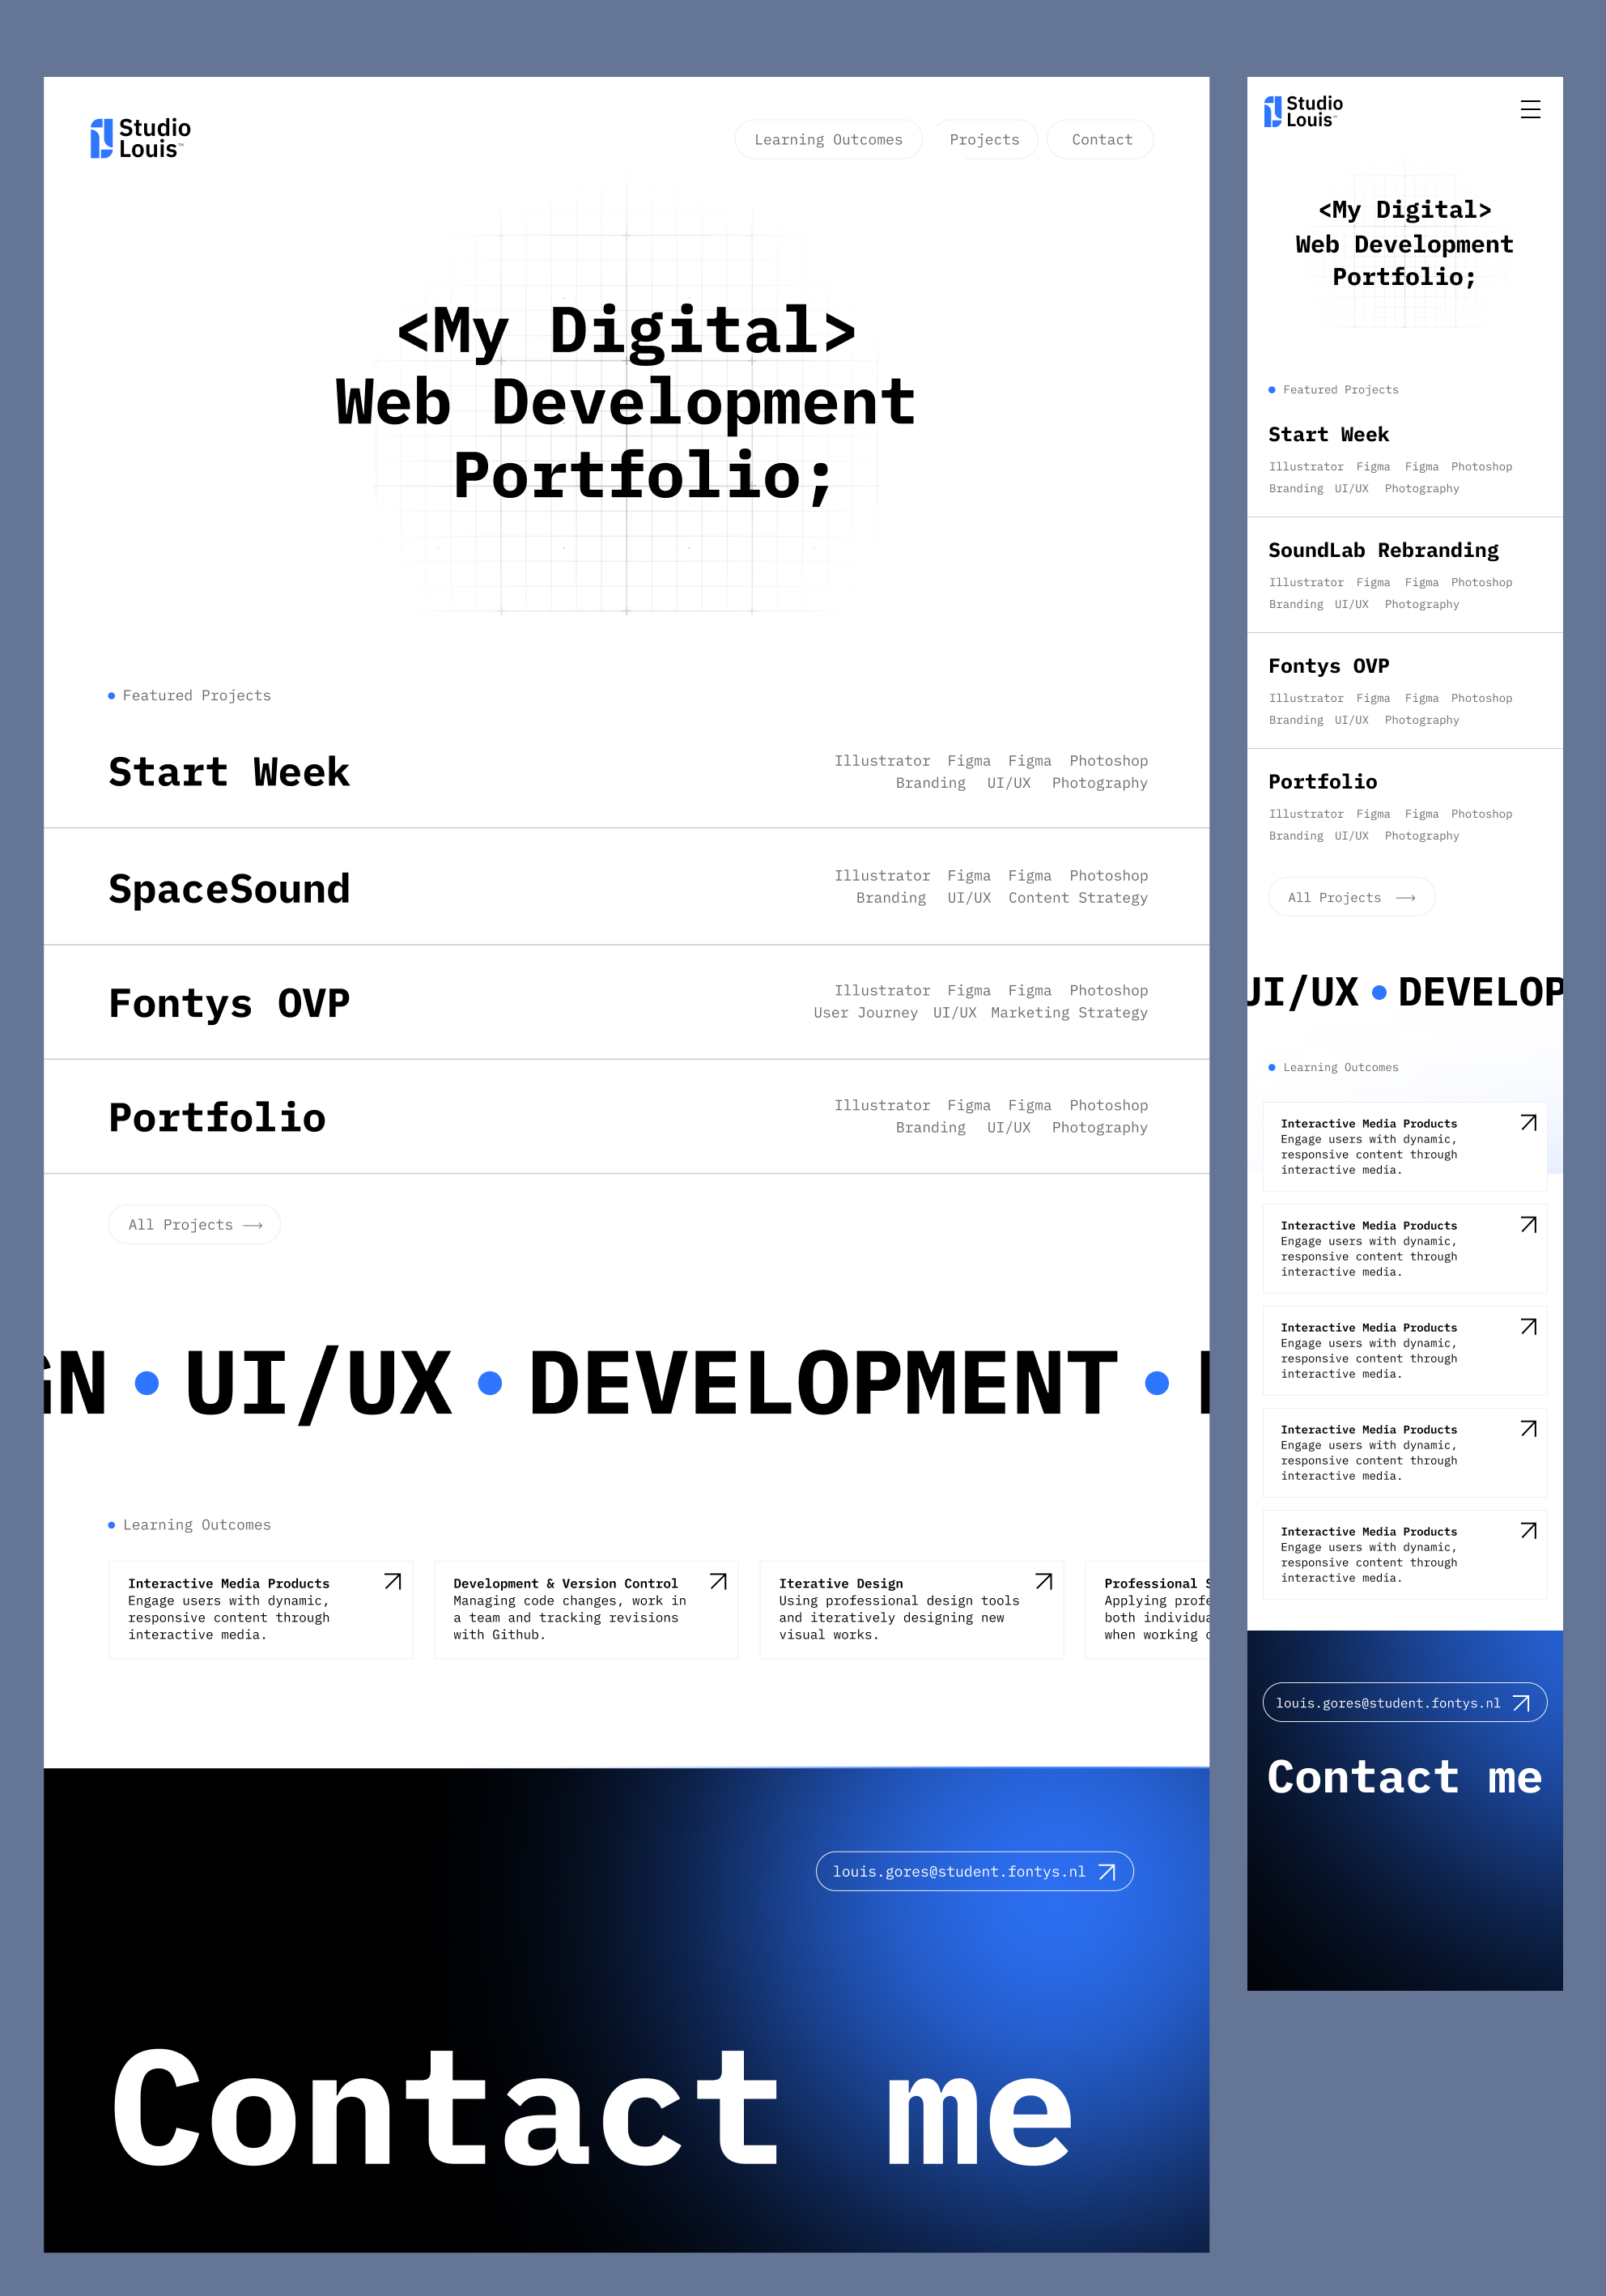 Studio
Louis™
Learning Outcomes
Projects
Contact
<My Digital>
Web Development
Portfolio;
Featured Projects
Start Week
Illustrator Figma Figma Photoshop
Branding UI/UX Photography
SpaceSound
Illustrator Figma Figma Photoshop
Branding UI/UX Content Strategy
Fontys OVP
Illustrator Figma Figma Photoshop
User Journey UI/UX Marketing Strategy
Portfolio
Illustrator Figma Figma Photoshop
Branding UI/UX Photography
All Projects ⟶
GN • UI/UX • DEVELOPMENT •
Learning Outcomes
Interactive Media Products
Engage users with dynamic,
responsive content through
interactive media.
Development & Version Control
Managing code changes, work in
a team and tracking revisions
with Github.
Iterative Design
Using professional design tools
and iteratively designing new
visual works.
Professional S
Applying profe
both individua
when working
louis.gores@student.fontys.nl
Contact me
Studio
Louis™
<My Digital>
Web Development
Portfolio;
Featured Projects
Start Week
Illustrator Figma Figma Photoshop
Branding UI/UX Photography
SoundLab Rebranding
Illustrator Figma Figma Photoshop
Branding UI/UX Photography
Fontys OVP
Illustrator Figma Figma Photoshop
Branding UI/UX Photography
Portfolio
Illustrator Figma Figma Photoshop
Branding UI/UX Photography
All Projects ⟶
UI/UX • DEVELOP
Learning Outcomes
Interactive Media Products
Engage users with dynamic,
responsive content through
interactive media.
Interactive Media Products
Engage users with dynamic,
responsive content through
interactive media.
Interactive Media Products
Engage users with dynamic,
responsive content through
interactive media.
Interactive Media Products
Engage users with dynamic,
responsive content through
interactive media.
Interactive Media Products
Engage users with dynamic,
responsive content through
interactive media.
louis.gores@student.fontys.nl
Contact me